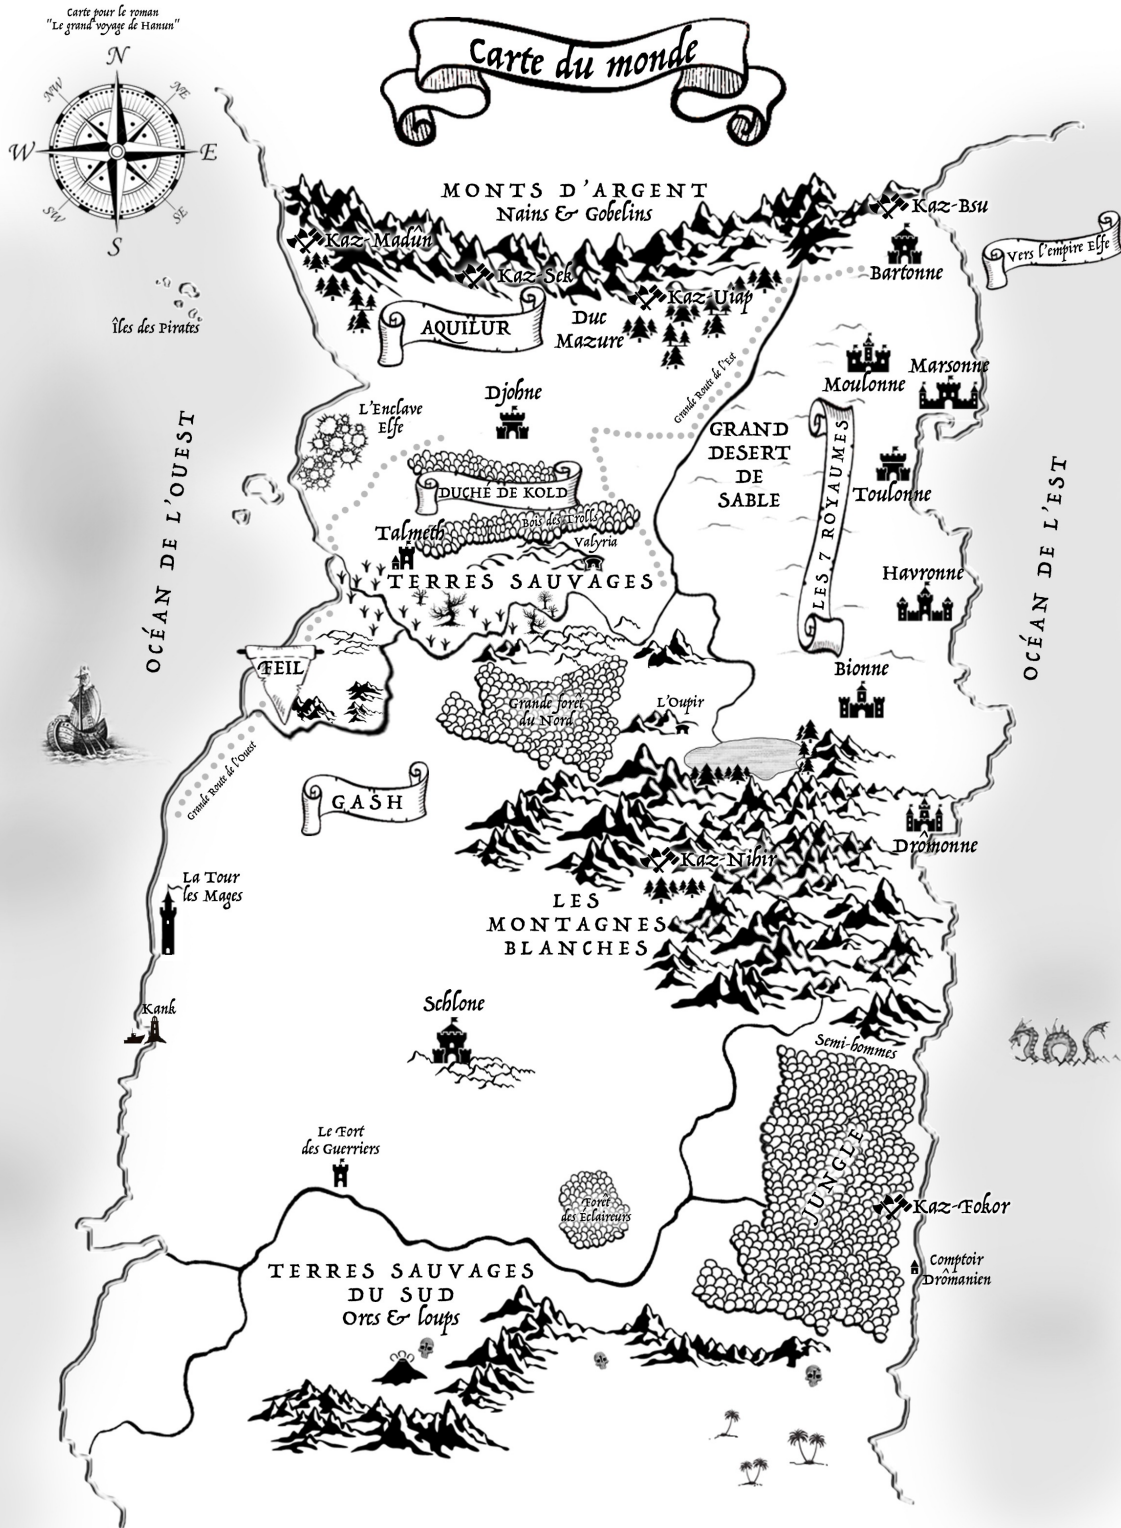 Carte pour le roman
"Le grand voyage de Hanun"
Carte du monde
N
NW
NE
W
E
SW
SE
S
MONTS D'ARGENT
Nains & Gobelins
Kaz-Bsu
Kaz-Madûn
Bartonne
Vers l'empire Elfe
Kaz-Sek
Kaz-Uiap
Îles des Pirates
AQUILUR
Duc
Mazure
Grande Route de l'Est
Moulonne
Marsonne
Djohne
L'Enclave
Elfe
GRAND
DESERT
DE
SABLE
LES 7 ROYAUMES
OCÉAN DE L'OUEST
OCÉAN DE L'EST
DUCHÉ DE KOLD
Toulonne
Bois des Trolls
Talmeth
Valyria
TERRES SAUVAGES
Havronne
FEIL
Bionne
Grande forêt
du Nord
L'Oupir
Grande Route de l'Ouest
GASH
Drômonne
Kaz-Nihir
La Tour
les Mages
LES
MONTAGNES
BLANCHES
Kank
Schlone
Semi-hommes
Le Fort
des Guerriers
JUNGLE
Forêt
des Éclaireurs
Kaz-Fokor
Comptoir
Drômanien
TERRES SAUVAGES
DU SUD
Orcs & loups